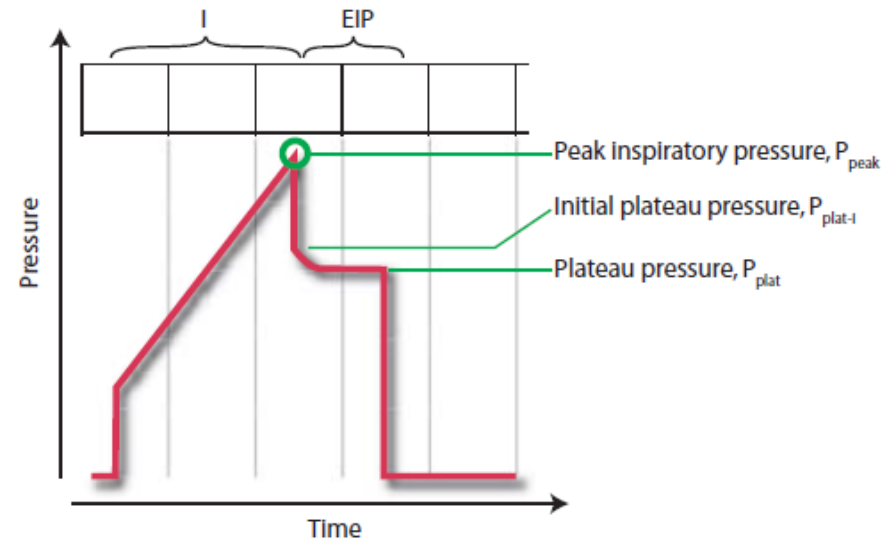 I
EIP
Peak inspiratory pressure, Ppeak
Initial plateau pressure, Pplat-I
Plateau pressure, Pplat
Pressure
Time